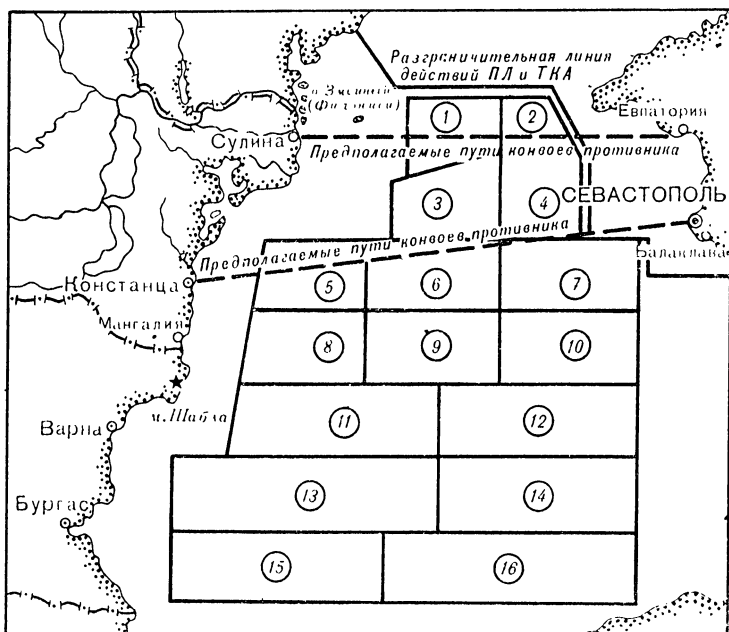 Разграничительная линия
действий ПЛ и ТКА
о Змеиный
(Фидониси)
Евпатория
Сулина
1
2
Предполагаемые пути конвоев противника
СЕВАСТОПОЛЬ
3
4
Предполагаемые пути конвоев противника
Балаклава
Констанца
5
6
7
Мангалия
8
9
10
м. Шабла
Варна
11
12
Бургас
13
14
15
16